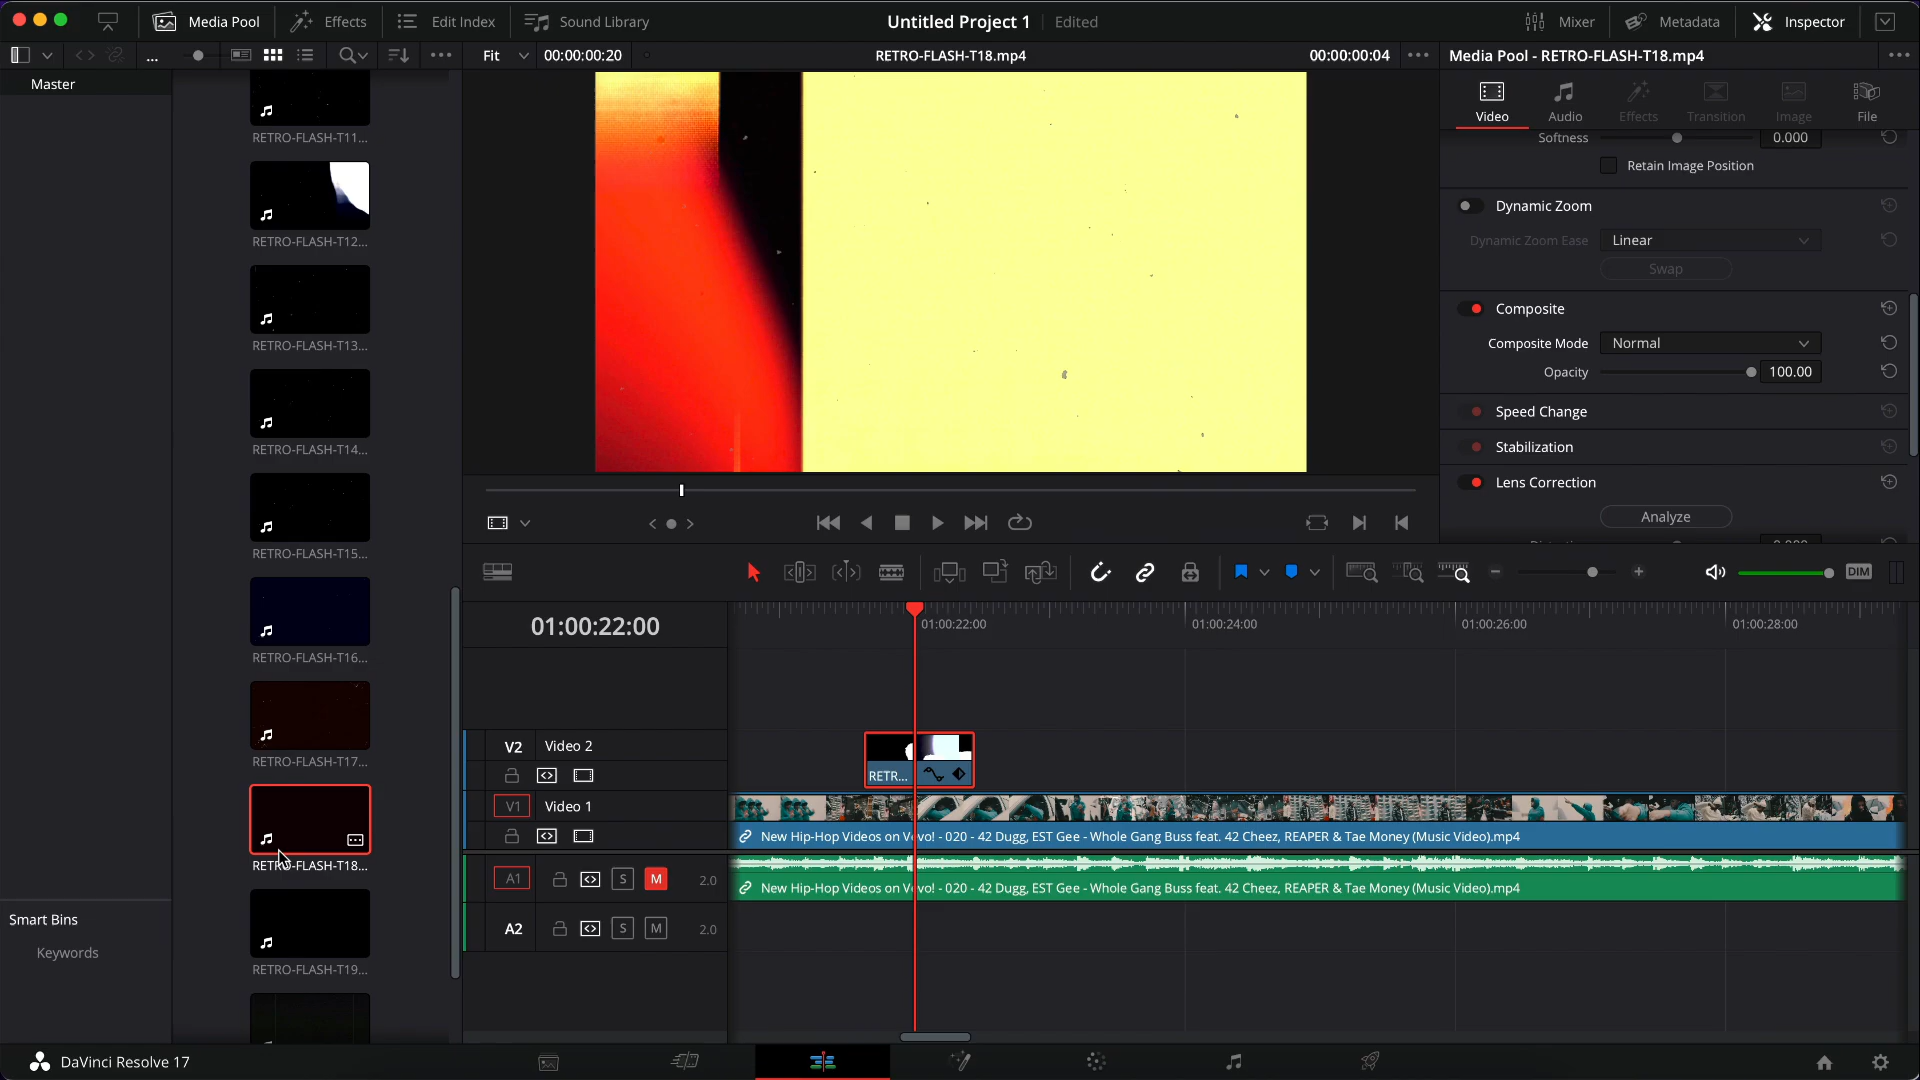 Media Pool
Effects
Edit Index
Sound Library
Untitled Project 1
Edited
Mixer
Metadata
Inspector
Fit
00:00:00:20
RETRO-FLASH-T18.mp4
00:00:00:04
Media Pool - RETRO-FLASH-T18.mp4
Master
RETRO-FLASH-T11...
RETRO-FLASH-T12...
RETRO-FLASH-T13...
RETRO-FLASH-T14...
RETRO-FLASH-T15...
RETRO-FLASH-T16...
RETRO-FLASH-T17...
RETRO-FLASH-T18...
RETRO-FLASH-T19...
Smart Bins
Keywords
Video
Audio
Effects
Transition
Image
File
Softness
0.000
Retain Image Position
Dynamic Zoom
Dynamic Zoom Ease
Linear
Swap
Composite
Composite Mode
Normal
Opacity
100.00
Speed Change
Stabilization
Lens Correction
Analyze
DIM
01:00:22:00
01:00:22:00
01:00:24:00
01:00:26:00
01:00:28:00
V2
Video 2
RETR...
V1
Video 1
New Hip-Hop Videos on Vevo! - 020 - 42 Dugg, EST Gee - Whole Gang Buss feat. 42 Cheez, REAPER & Tae Money (Music Video).mp4
A1
S
M
2.0
New Hip-Hop Videos on Vevo! - 020 - 42 Dugg, EST Gee - Whole Gang Buss feat. 42 Cheez, REAPER & Tae Money (Music Video).mp4
A2
S
M
2.0
DaVinci Resolve 17